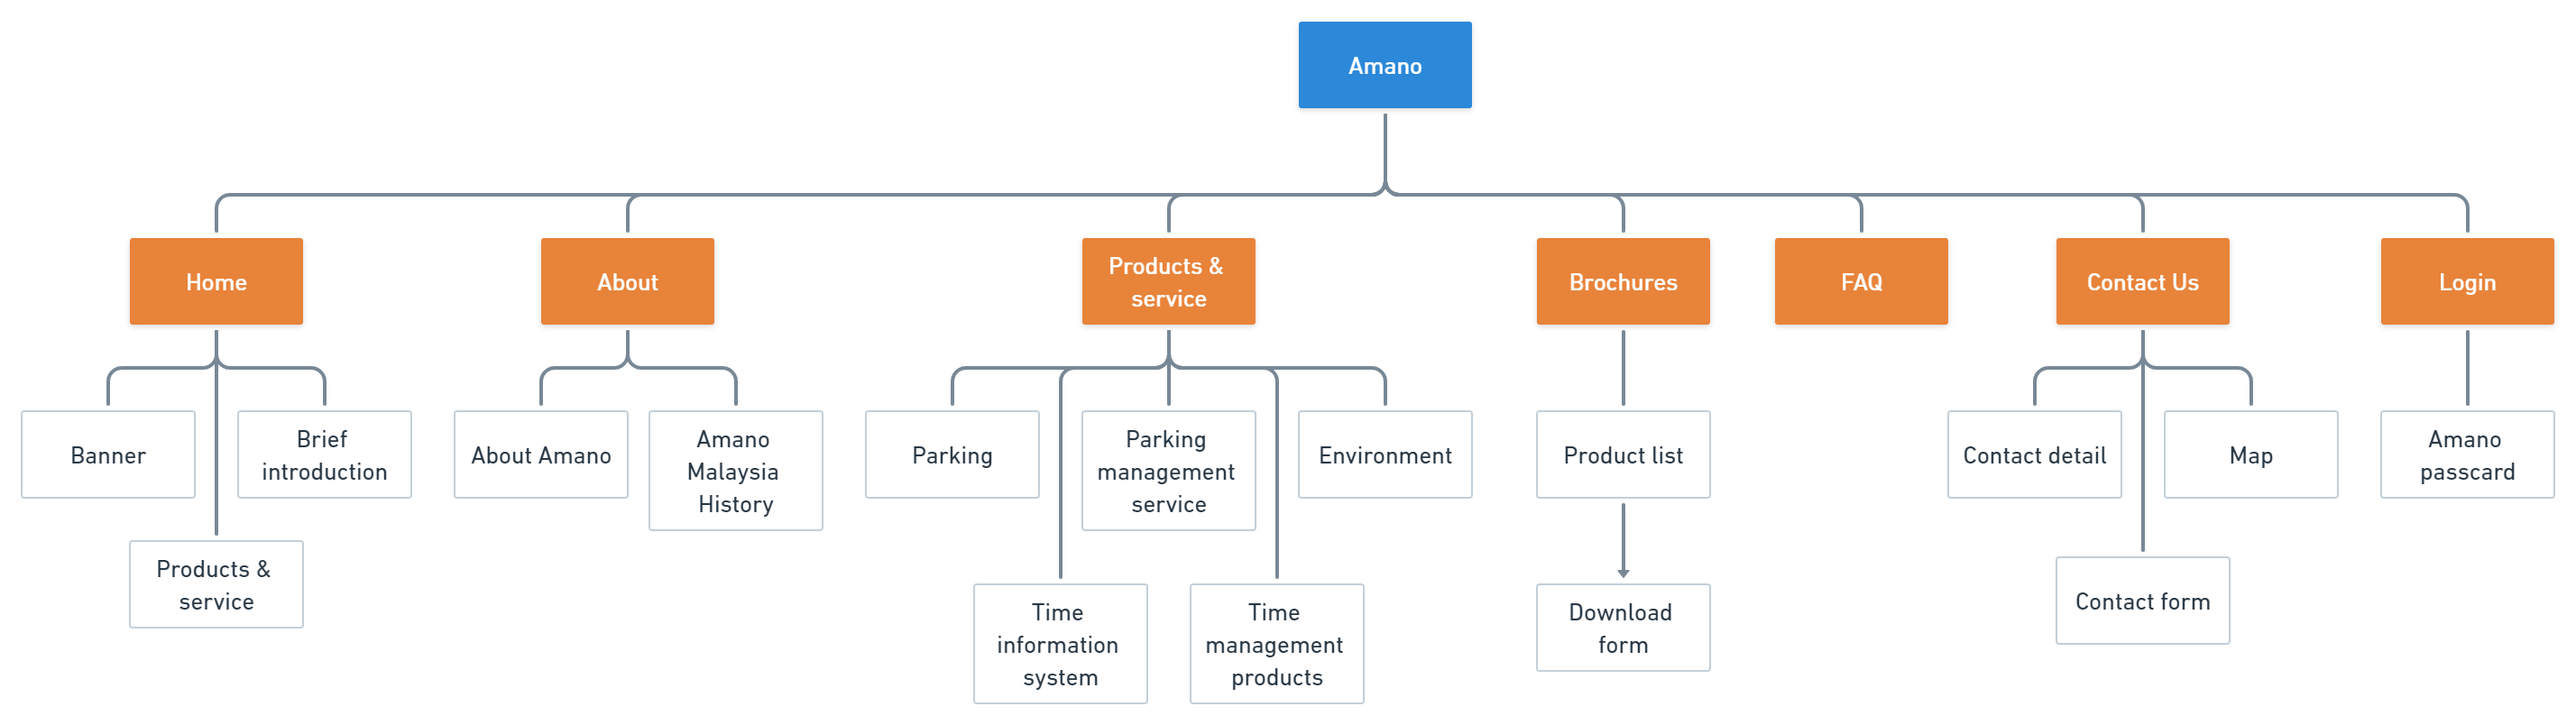 Amano
Home
About
Products &
service
Brochures
FAQ
Contact Us
Login
Banner
Brief
introduction
Products &
service
About Amano
Amano
Malaysia
History
Parking
Time
information
system
Parking
management
service
Time
management
products
Environment
Product list
Download
form
Contact detail
Contact form
Map
Amano
passcard